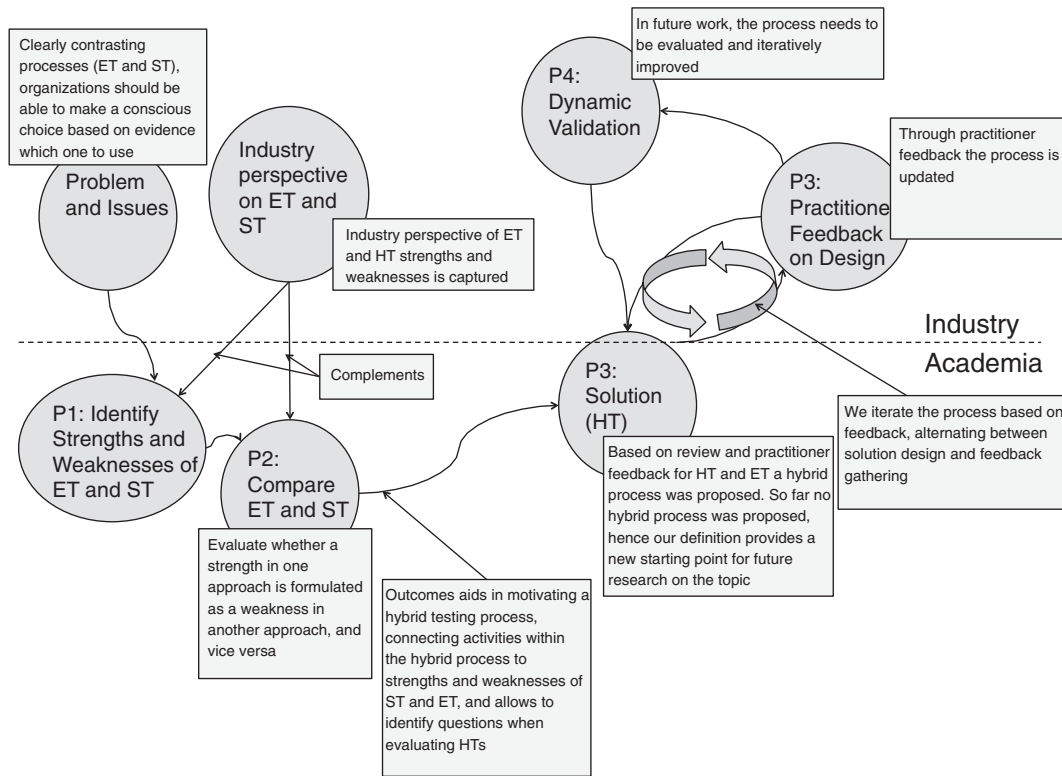 Clearly contrasting
processes (ET and ST),
organizations should be
able to make a conscious
choice based on evidence
which one to use
Problem
and Issues
Industry
perspective
on ET and
ST
Industry perspective of ET
and HT strengths and
weaknesses is captured
In future work, the process needs to
be evaluated and iteratively
improved
P4:
Dynamic
Validation
Through practitioner
feedback the process is
updated
P3:
Practitione
Feedback
on Design
Industry
Academia
Complements
P1: Identify
Strengths and
Weaknesses of
ET and ST
P2:
Compare
ET and ST
Evaluate whether a
strength in one
approach is formulated
as a weakness in
another approach, and
vice versa
Outcomes aids in motivating a
hybrid testing process,
connecting activities within
the hybrid process to
strengths and weaknesses of
ST and ET, and allows to
identify questions when
evaluating HTs
P3:
Solution
(HT)
Based on review and practitioner
feedback for HT and ET a hybrid
process was proposed. So far no
hybrid process was proposed,
hence our definition provides a
new starting point for future
research on the topic
We iterate the process based on
feedback, alternating between
solution design and feedback
gathering